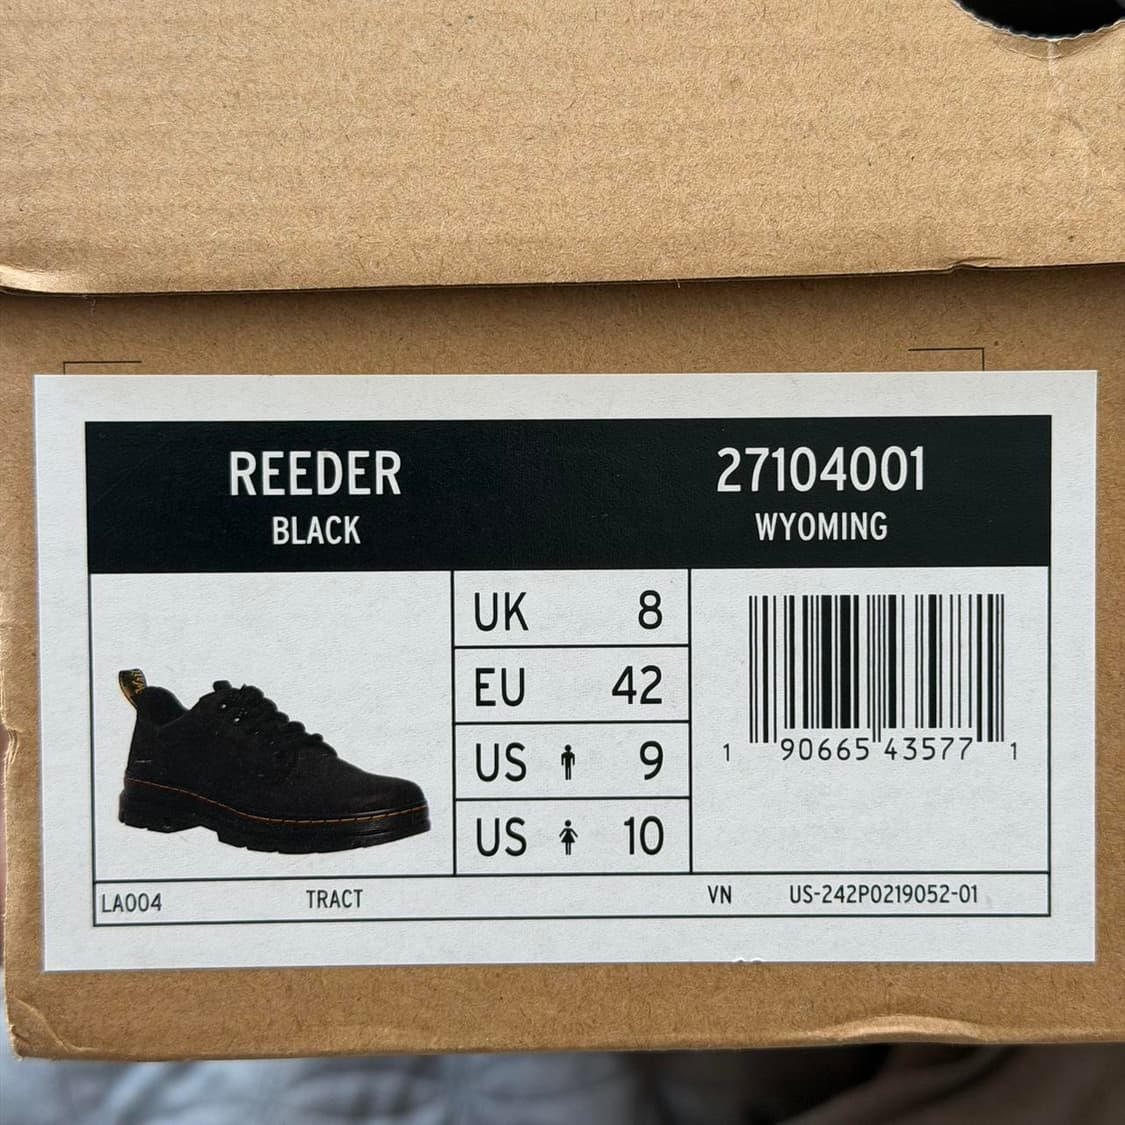 REEDER
BLACK
27104001
WYOMING
UK 8
EU 42
US 9
US 10
1 90665 43577 1
LA004 TRACT VN US-242P0219052-01